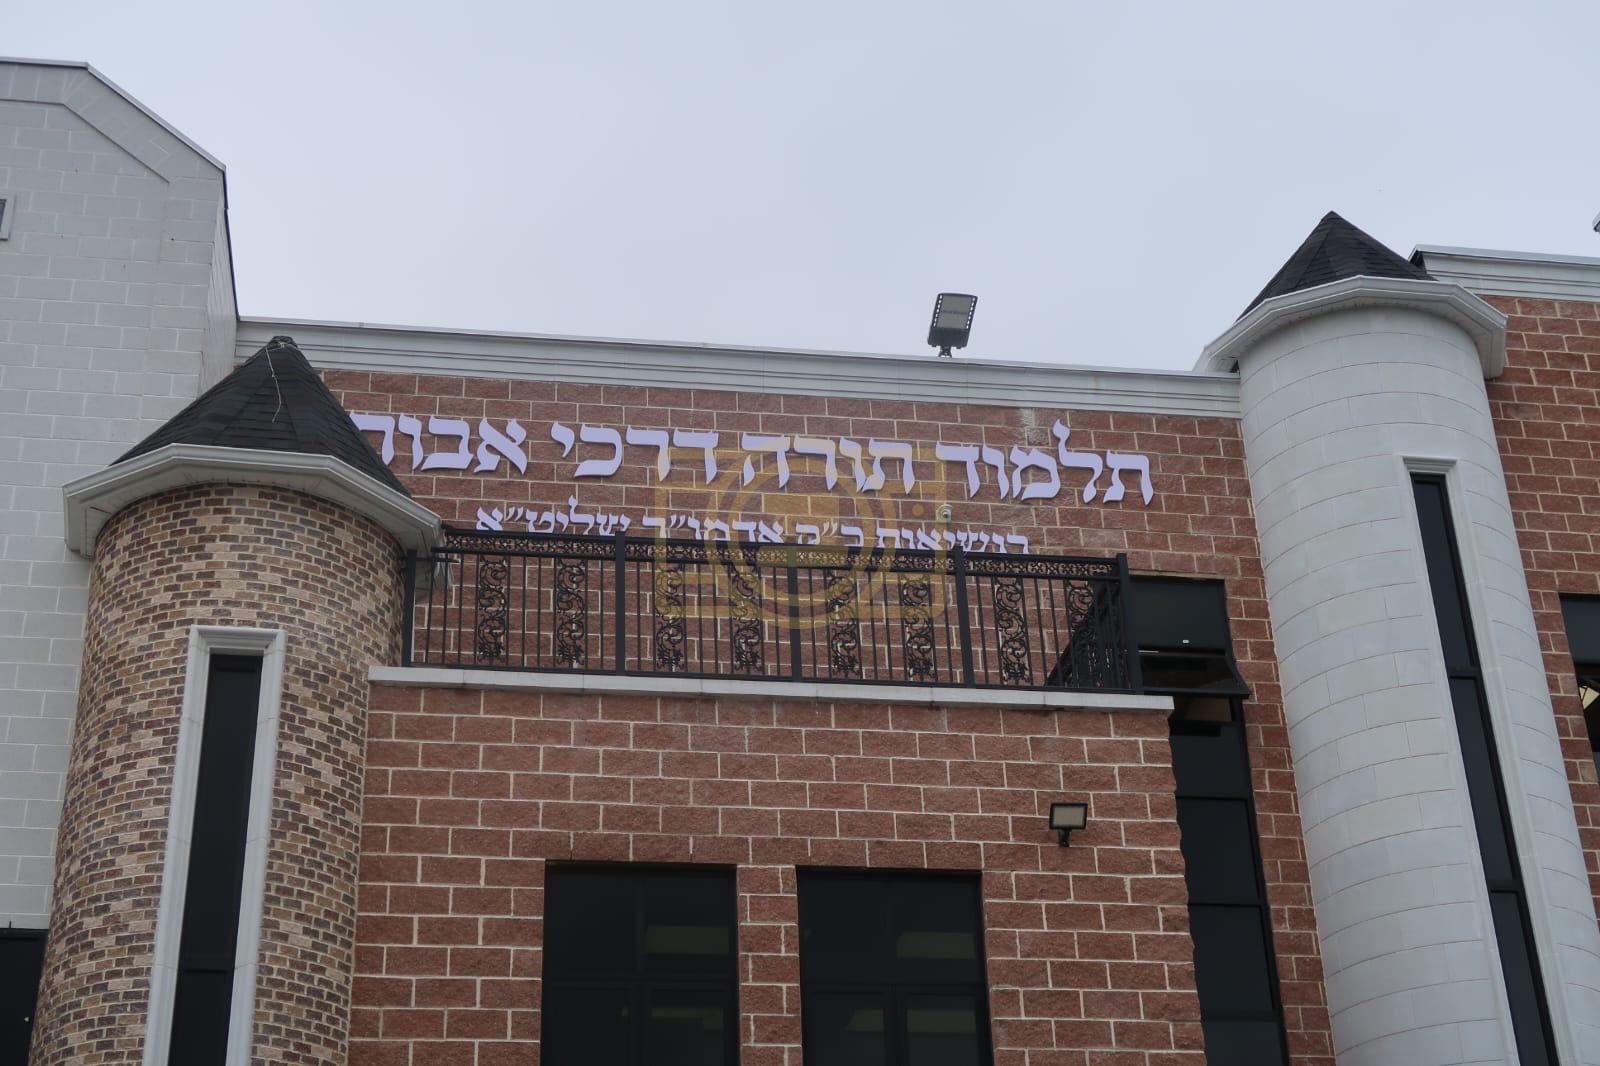 תלמוד תורה דרכי אבות
בנשיאות כ"ק אדמו"ר שליט"א